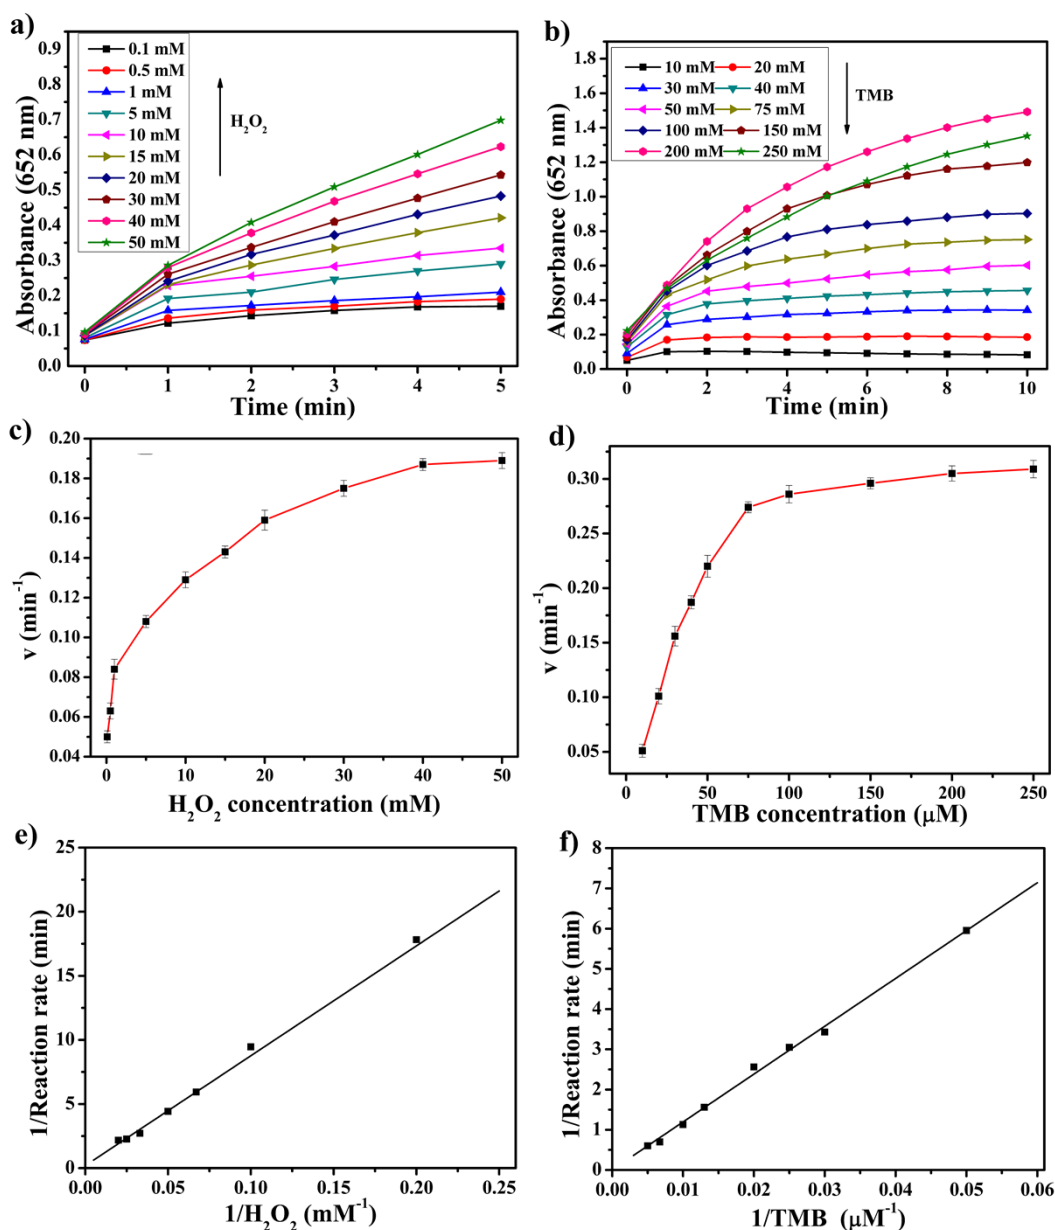 a)
0.9
0.8
0.7
0.6
0.5
0.4
0.3
0.2
0.1
0.0
Absorbance (652 nm)
0.1 mM
0.5 mM
1 mM
5 mM
10 mM
15 mM
20 mM
30 mM
40 mM
50 mM
H₂O₂
0 1 2 3 4 5
Time (min)
b)
1.8
1.6
1.4
1.2
1.0
0.8
0.6
0.4
0.2
0.0
Absorbance (652 nm)
10 mM 20 mM
30 mM 40 mM
50 mM 75 mM
100 mM 150 mM
200 mM 250 mM
TMB
0 2 4 6 8 10
Time (min)
c)
0.20
0.18
0.16
0.14
0.12
0.10
0.08
0.06
0.04
v (min⁻¹)
0 10 20 30 40 50
H₂O₂ concentration (mM)
d)
0.30
0.25
0.20
0.15
0.10
0.05
v (min⁻¹)
0 50 100 150 200 250
TMB concentration (μM)
e)
25
20
15
10
5
0
1/Reaction rate (min)
0.00 0.05 0.10 0.15 0.20 0.25
1/H₂O₂ (mM⁻¹)
f)
8
7
6
5
4
3
2
1
0
1/Reaction rate (min)
0.00 0.01 0.02 0.03 0.04 0.05 0.06
1/TMB (μM⁻¹)